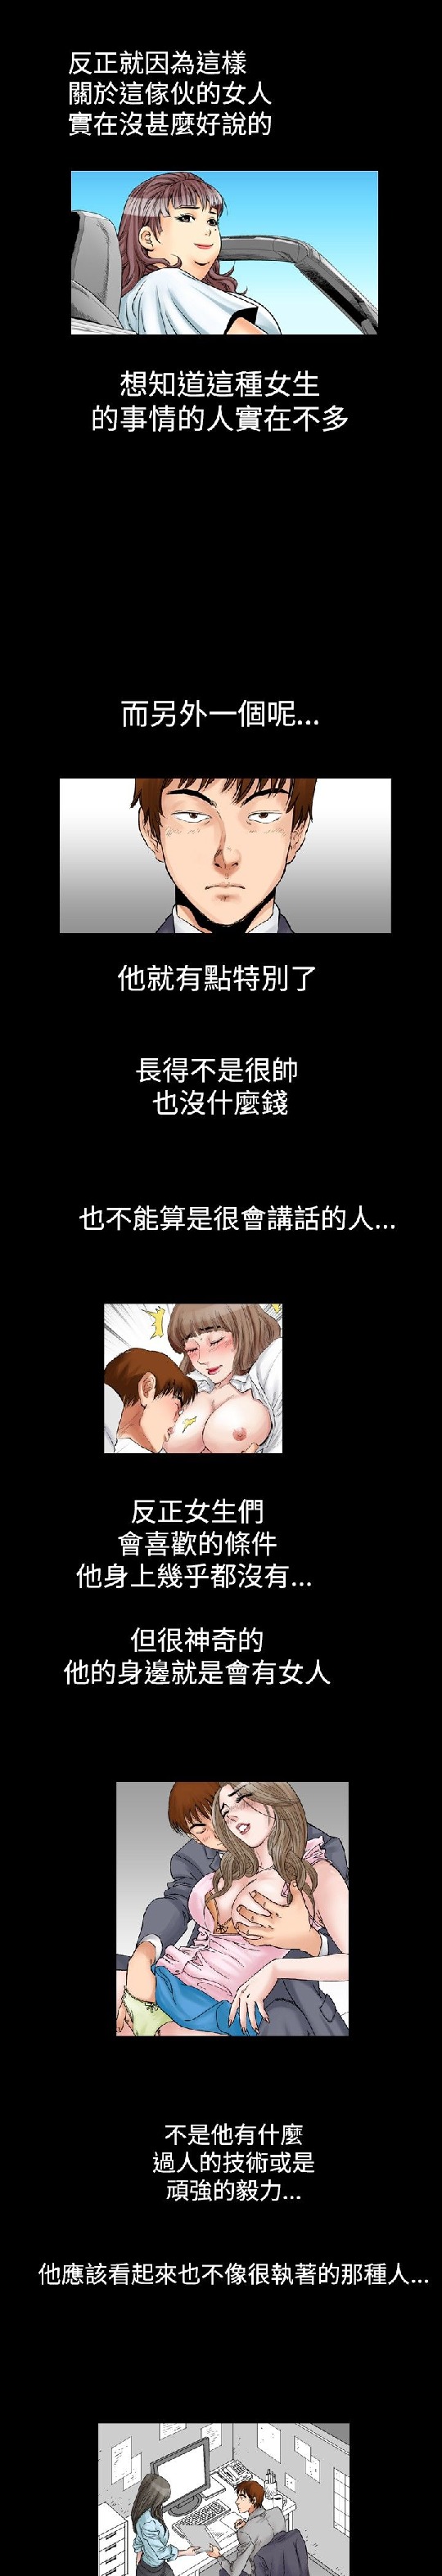 反正就因為這樣
關於這傢伙的女人
實在沒甚麼好說的
想知道這種女生
的事情的人實在不多
而另外一個呢...
他就有點特別了
長得不是很帥
也沒什麼錢
也不能算是很會講話的人...
反正女生們
會喜歡的條件
他身上幾乎都沒有...
但很神奇的
他的身邊就是會有女人
不是他有什麼
過人的技術或是
頑強的毅力...
他應該看起來也不像很執著的那種人...